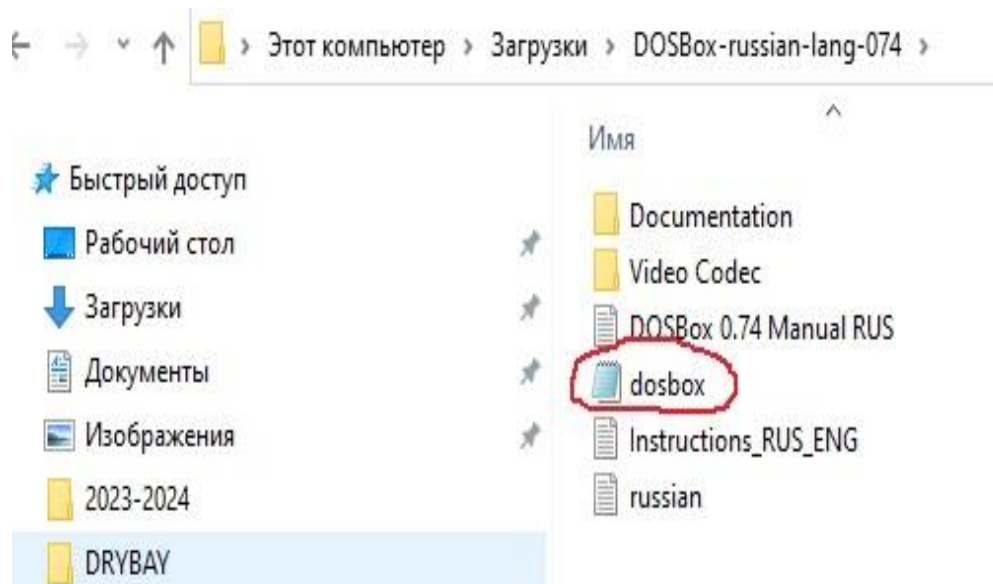 Этот компьютер › Загрузки › DOSBox-russian-lang-074 ›
Быстрый доступ
Рабочий стол
Загрузки
Документы
Изображения
2023-2024
DRYBAY
Имя
Documentation
Video Codec
DOSBox 0.74 Manual RUS
dosbox
Instructions_RUS_ENG
russian